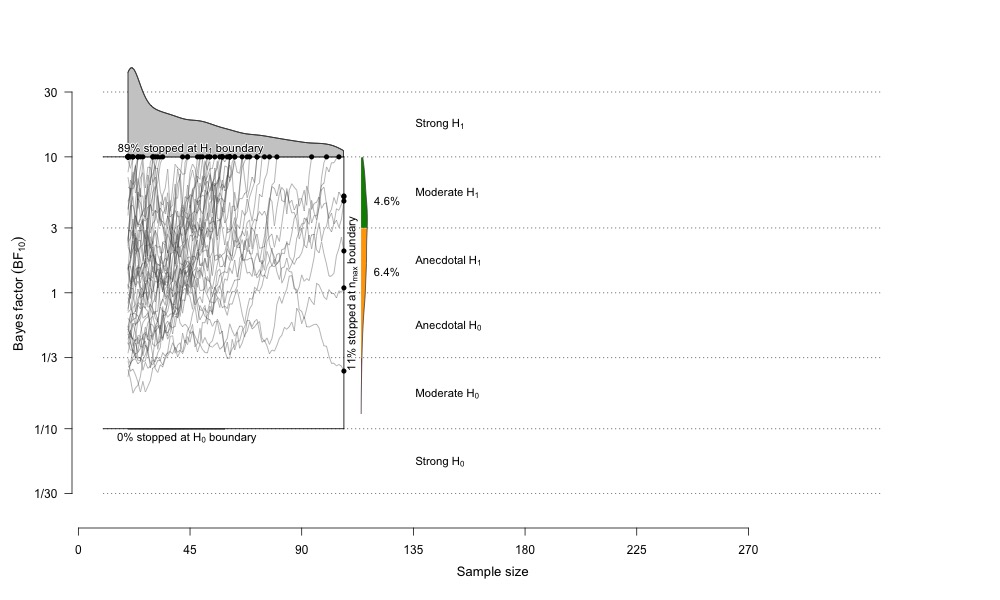 30
Strong H₁
89% stopped at H₁ boundary
10
Moderate H₁
4.6%
3
Anecdotal H₁
6.4%
1
Anecdotal H₀
1/3
Moderate H₀
1/10
0% stopped at H₀ boundary
Strong H₀
1/30
Bayes factor (BF₁₀)
11% stopped at nₘₐₓ boundary
0 45 90 135 180 225 270
Sample size